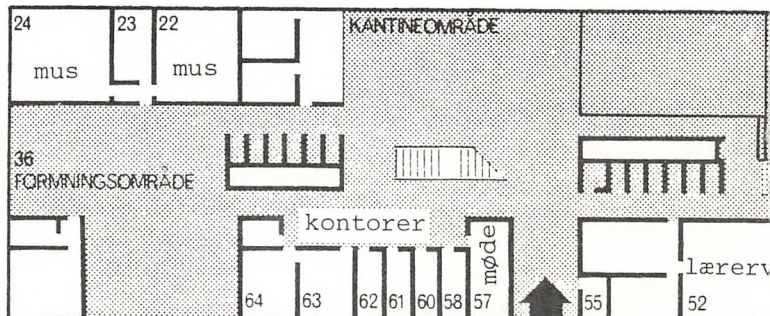 24
23
22
KANTINEOMRÅDE
mus
mus
36
FORMNINGSOMRÅDE
kontorer
møde
64
63
62
61
60
58
57
55
52